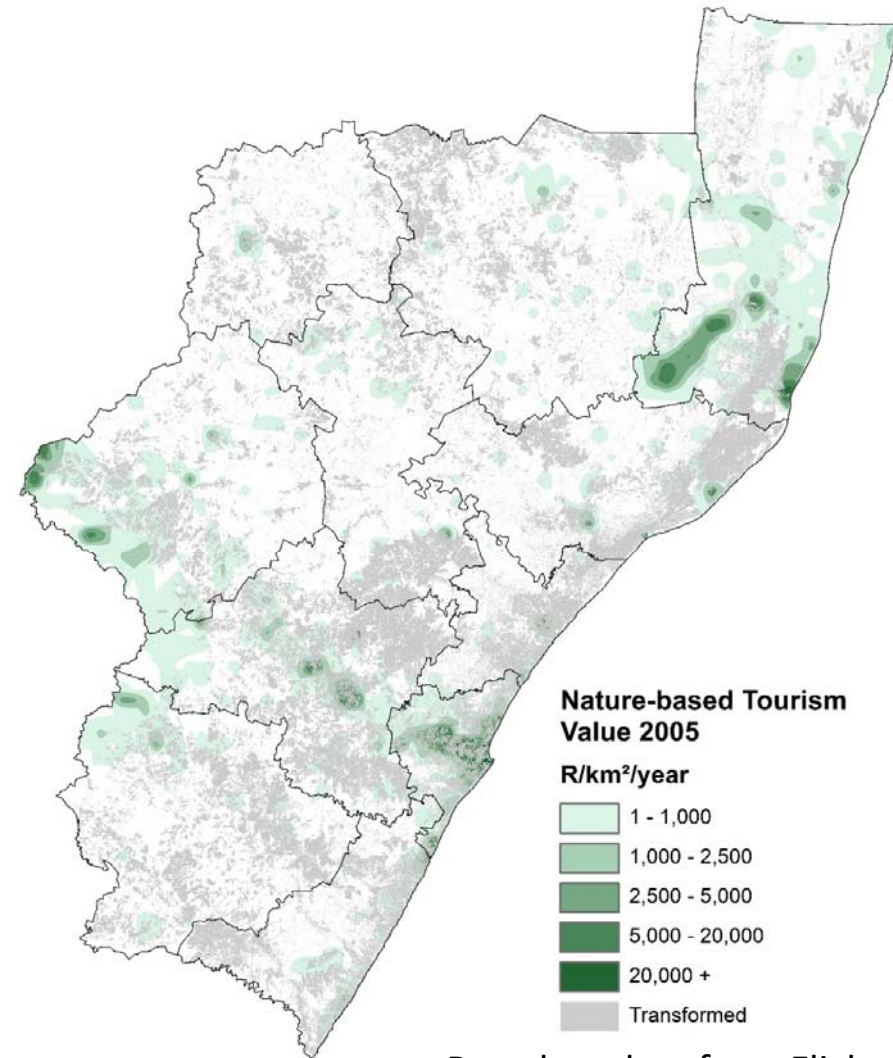 Nature-based Tourism
Value 2005
R/km²/year
1 - 1,000
1,000 - 2,500
2,500 - 5,000
5,000 - 20,000
20,000 +
Transformed